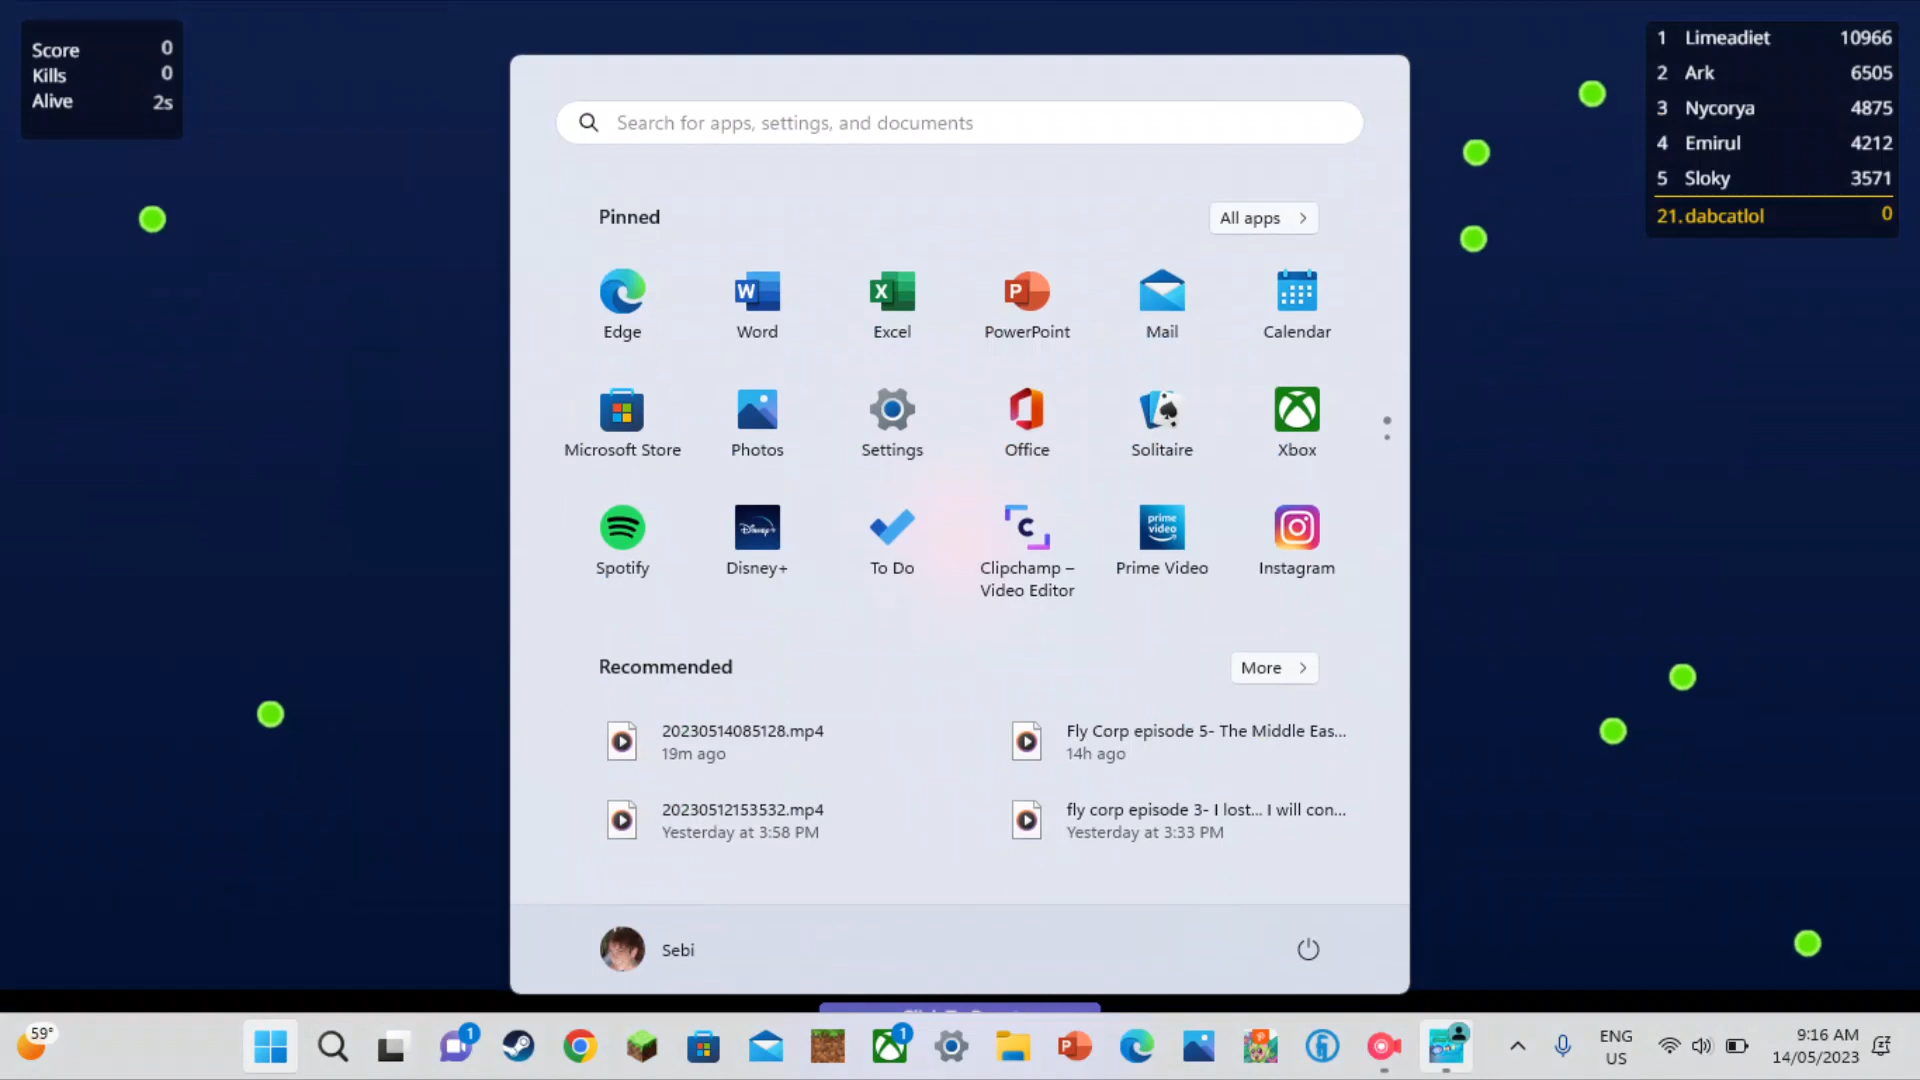 Score 0
Kills 0
Alive 2s
1 Limeadiet 10966
2 Ark 6505
3 Nycorya 4875
4 Emirul 4212
5 Sloky 3571
21. dabcatlol 0
Search for apps, settings, and documents
Pinned
All apps
Edge
Word
Excel
PowerPoint
Mail
Calendar
Microsoft Store
Photos
Settings
Office
Solitaire
Xbox
Spotify
Disney+
To Do
Clipchamp –
Video Editor
prime
video
Prime Video
Instagram
Recommended
More
20230514085128.mp4
19m ago
Fly Corp episode 5- The Middle Eas...
14h ago
20230512153532.mp4
Yesterday at 3:58 PM
fly corp episode 3- I lost... I will con...
Yesterday at 3:33 PM
Sebi
59°
1
1
ENG
US
9:16 AM
14/05/2023